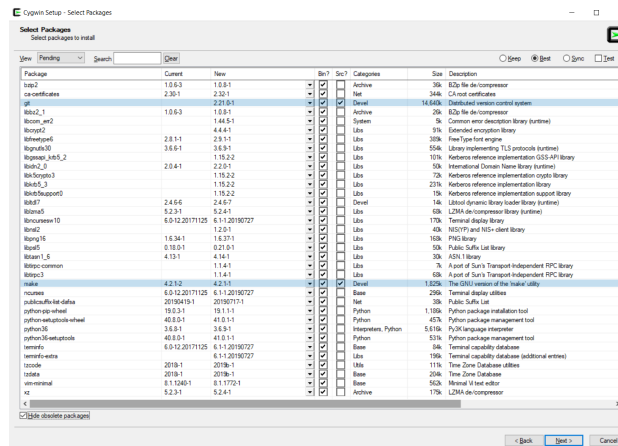 Cygwin Setup - Select Packages
Select Packages
Select packages to install
View Pending Search Clear Keep Best Sync Test
Package Current New Bin? Src? Categories Size Description
bzip2 1.0.6-3 1.0.8-1 Archive 36k BZip file de/compressor
ca-certificates 2.30-1 2.32-1 Net 344k CA root certificates
git 2.21.0-1 Devel 14,640k Distributed version control system
libbz2_1 1.0.6-3 1.0.8-1 Archive 26k BZip file de/compressor
libcom_err2 1.44.5-1 System 5k Common error description library (runtime)
libcrypt2 4.4.4-1 Libs 91k Extended encryption library
libfreetype6 2.8.1-1 2.9.1-1 Libs 389k FreeType font engine
libgnutls30 3.6.6-1 3.6.9-1 Libs 554k Library implementing TLS protocols (runtime)
libgssapi_krb5_2 1.15.2-2 Libs 101k Kerberos reference implementation GSS-API library
libidn2_0 2.0.4-1 2.2.0-1 Libs 50k International Domain Name library (runtime)
libk5crypto3 1.15.2-2 Libs 72k Kerberos reference implementation crypto library
libkrb5_3 1.15.2-2 Libs 231k Kerberos reference implementation library
libkrb5support0 1.15.2-2 Libs 15k Kerberos reference implementation support library
libltdl7 2.4.6-6 2.4.6-7 Devel 14k Libtool dynamic library loader library (runtime)
liblzma5 5.2.3-1 5.2.4-1 Libs 68k LZMA de/compressor library (runtime)
libncursesw10 6.0-12.20171125 6.1-1.20190727 Libs 170k Terminal display library
libnsl2 1.2.0-1 Libs 40k NIS(YP) and NIS+ client library
libpng16 1.6.34-1 1.6.37-1 Libs 168k PNG library
libpsl5 0.18.0-1 0.21.0-1 Libs 50k Public Suffix List library
libtasn1_6 4.13-1 4.14-1 Libs 30k ASN.1 library
libtirpc-common 1.1.4-1 Libs 7k A port of Sun's Transport-Independent RPC library
libtirpc3 1.1.4-1 Libs 68k A port of Sun's Transport-Independent RPC library
make 4.2.1-2 4.2.1-1 Devel 1,825k The GNU version of the 'make' utility
ncurses 6.0-12.20171125 6.1-1.20190727 Base 296k Terminal display utilities
publicsuffix-list-dafsa 20190419-1 20190717-1 Net 38k Public Suffix List
python-pip-wheel 19.0.3-1 19.1.1-1 Python 1,186k Python package installation tool
python-setuptools-wheel 40.8.0-1 41.0.1-1 Python 457k Python package management tool
python36 3.6.8-1 3.6.9-1 Interpreters, Python 5,616k Py3K language interpreter
python36-setuptools 40.8.0-1 41.0.1-1 Python 531k Python package management tool
terminfo 6.0-12.20171125 6.1-1.20190727 Base 84k Terminal capability database
terminfo-extra 6.1-1.20190727 Libs 196k Terminal capability database (additional entries)
tzcode 2018i-1 2019b-1 Utils 111k Time Zone Database utilities
tzdata 2018i-1 2019b-1 Base 204k Time Zone Database
vim-minimal 8.1.1240-1 8.1.1772-1 Base 562k Minimal Vi text editor
xz 5.2.3-1 5.2.4-1 Archive 175k LZMA de/compressor
Hide obsolete packages
< Back Next > Cancel